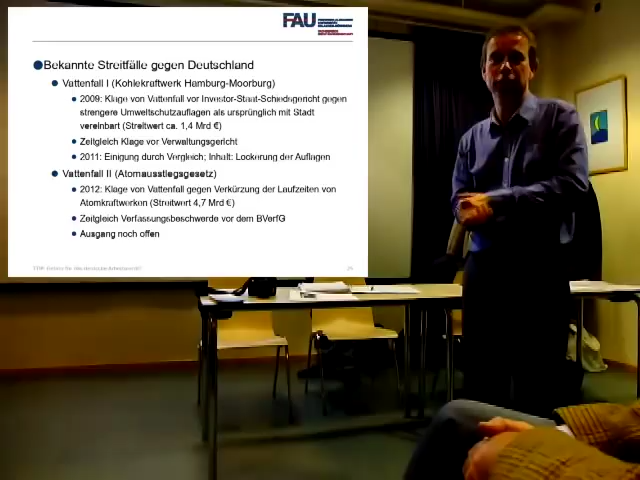 FAU
Bekannte Streitfälle gegen Deutschland
Vattenfall I (Kohlekraftwerk Hamburg-Moorburg)
2009: Klage von Vattenfall vor Investor-Staat-Schiedsgericht gegen
strengere Umweltschutzauflagen als ursprünglich mit Stadt
vereinbart (Streitwert ca. 1,4 Mrd €)
Zeitgleich Klage vor Verwaltungsgericht
2011: Einigung durch Vergleich; Inhalt: Lockerung der Auflagen
Vattenfall II (Atomausstiegsgesetz)
2012: Klage von Vattenfall gegen Verkürzung der Laufzeiten von
Atomkraftwerken (Streitwert 4,7 Mrd €)
Zeitgleich Verfassungsbeschwerde vor dem BVerfG
Ausgang noch offen